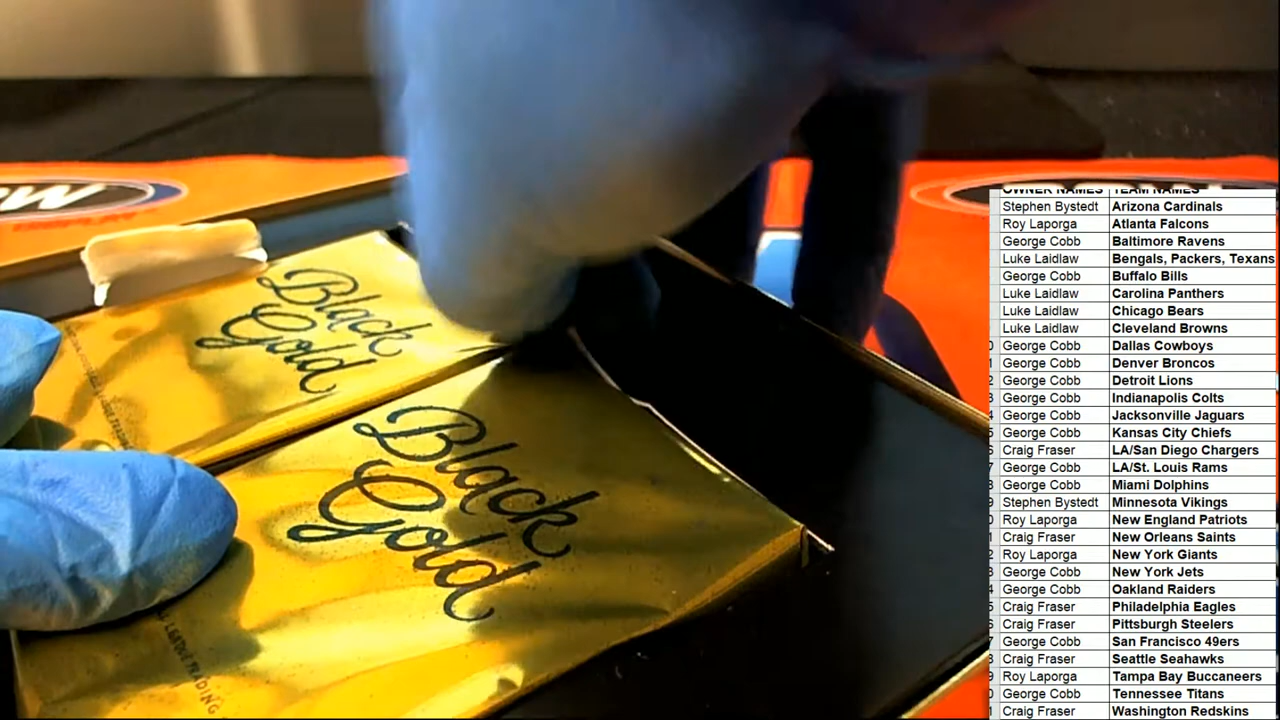 OWNER NAMES TEAM NAMES
Stephen Bystedt Arizona Cardinals
Roy Laporga Atlanta Falcons
George Cobb Baltimore Ravens
Luke Laidlaw Bengals, Packers, Texans
George Cobb Buffalo Bills
Luke Laidlaw Carolina Panthers
Luke Laidlaw Chicago Bears
Luke Laidlaw Cleveland Browns
George Cobb Dallas Cowboys
George Cobb Denver Broncos
George Cobb Detroit Lions
George Cobb Indianapolis Colts
George Cobb Jacksonville Jaguars
George Cobb Kansas City Chiefs
Craig Fraser LA/San Diego Chargers
George Cobb LA/St. Louis Rams
George Cobb Miami Dolphins
Stephen Bystedt Minnesota Vikings
Roy Laporga New England Patriots
Craig Fraser New Orleans Saints
Roy Laporga New York Giants
George Cobb New York Jets
George Cobb Oakland Raiders
Craig Fraser Philadelphia Eagles
Craig Fraser Pittsburgh Steelers
George Cobb San Francisco 49ers
Craig Fraser Seattle Seahawks
Roy Laporga Tampa Bay Buccaneers
George Cobb Tennessee Titans
Craig Fraser Washington Redskins
Black
Gold
Black
Gold